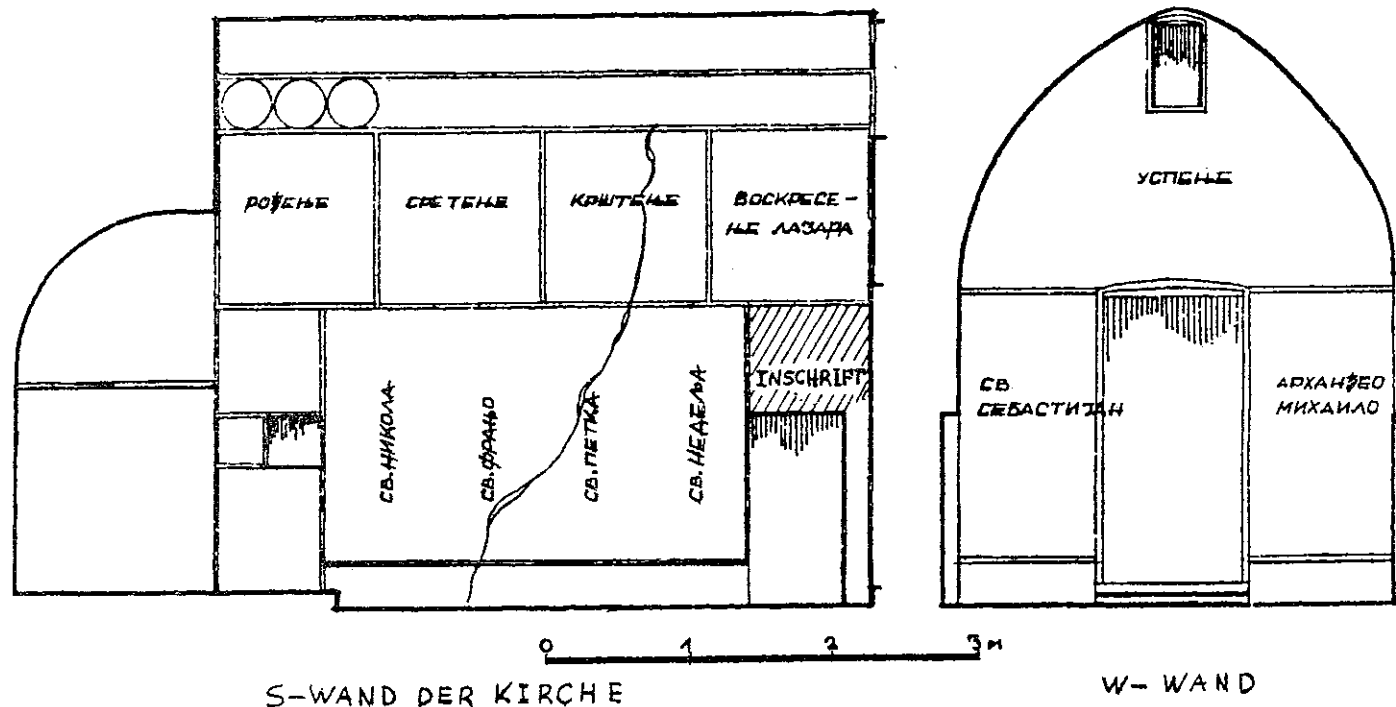 РОЂЕЊЕ
СРЕТЕЊЕ
КРШТЕЊЕ
ВОСКРЕСЕ-
ЊЕ ЛАЗАРА
УСПЕЊЕ
СВ. НИКОЛА
СВ. ФРАЊО
СВ. ПЕТКА
СВ. НЕДЕЉА
INSCHRIFT
СВ.
СЕБАСТИЈАН
АРХАНЂЕО
МИХАИЛО
0 1 2 3 м
S-WAND DER KIRCHE
W-WAND